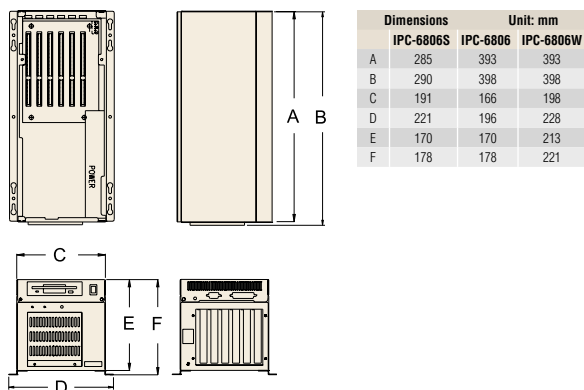 POWER
A
B
C
E
F
D
Dimensions Unit: mm
IPC-6806S IPC-6806 IPC-6806W
A 285 393 393
B 290 398 398
C 191 166 198
D 221 196 228
E 170 170 213
F 178 178 221